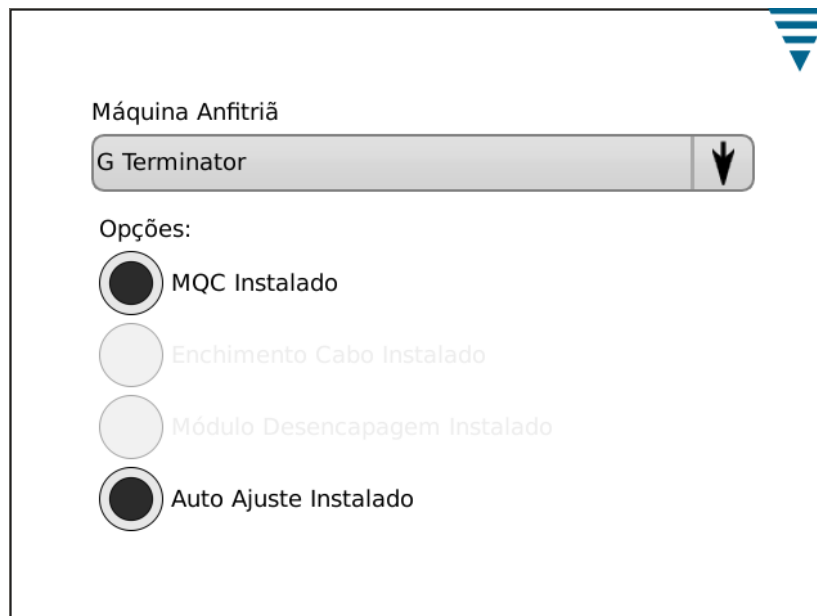 Máquina Anfitriã
G Terminator
Opções:
MQC Instalado
Enchimento Cabo Instalado
Módulo Desencapagem Instalado
Auto Ajuste Instalado